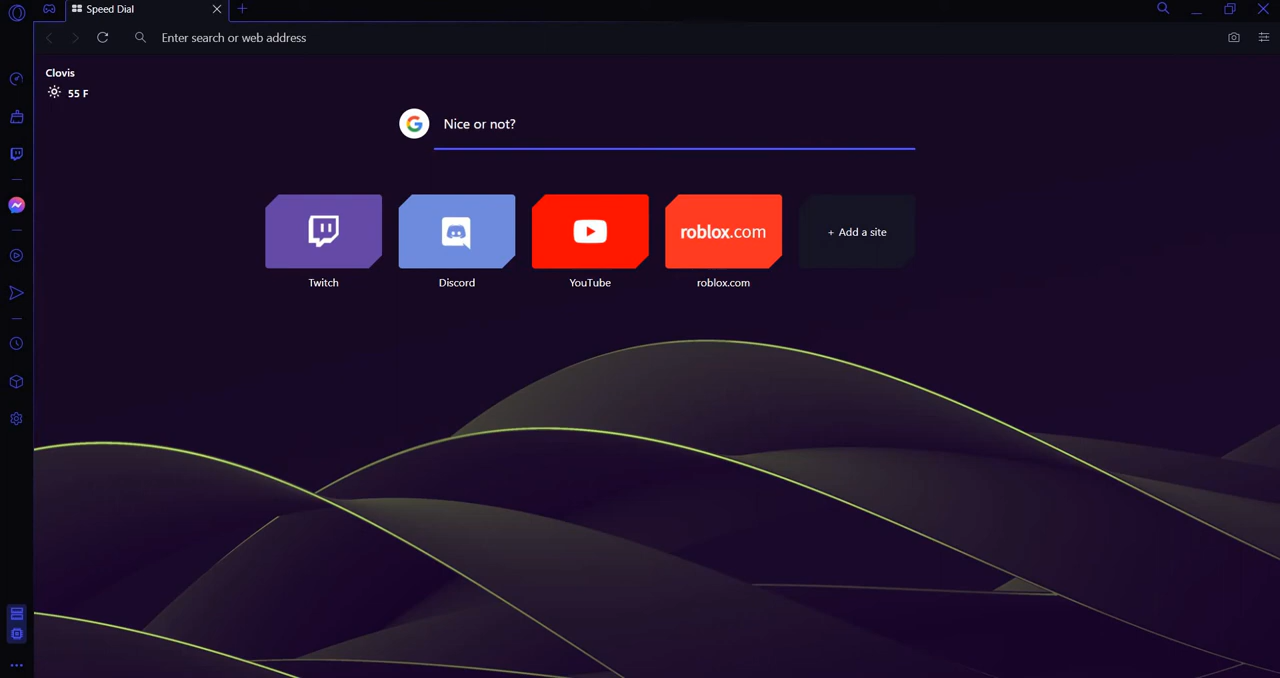 Speed Dial
Enter search or web address
Clovis
55 F
Nice or not?
roblox.com
+ Add a site
Twitch
Discord
YouTube
roblox.com